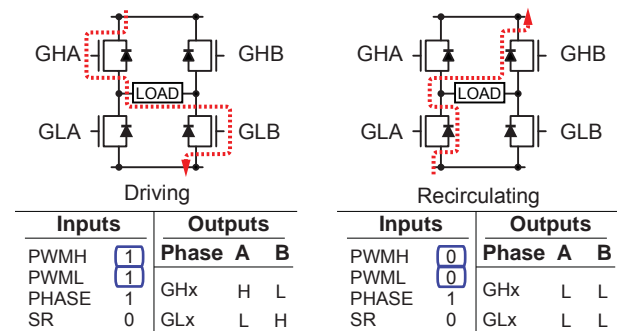 GHA GHB
LOAD
GLA GLB
Driving
Inputs Outputs
PWMH 1 Phase A B
PWML 1
GHx H L
PHASE 1
SR 0 GLx L H
GHA GHB
LOAD
GLA GLB
Recirculating
Inputs Outputs
PWMH 0 Phase A B
PWML 0
GHx L L
PHASE 1
SR 0 GLx L L